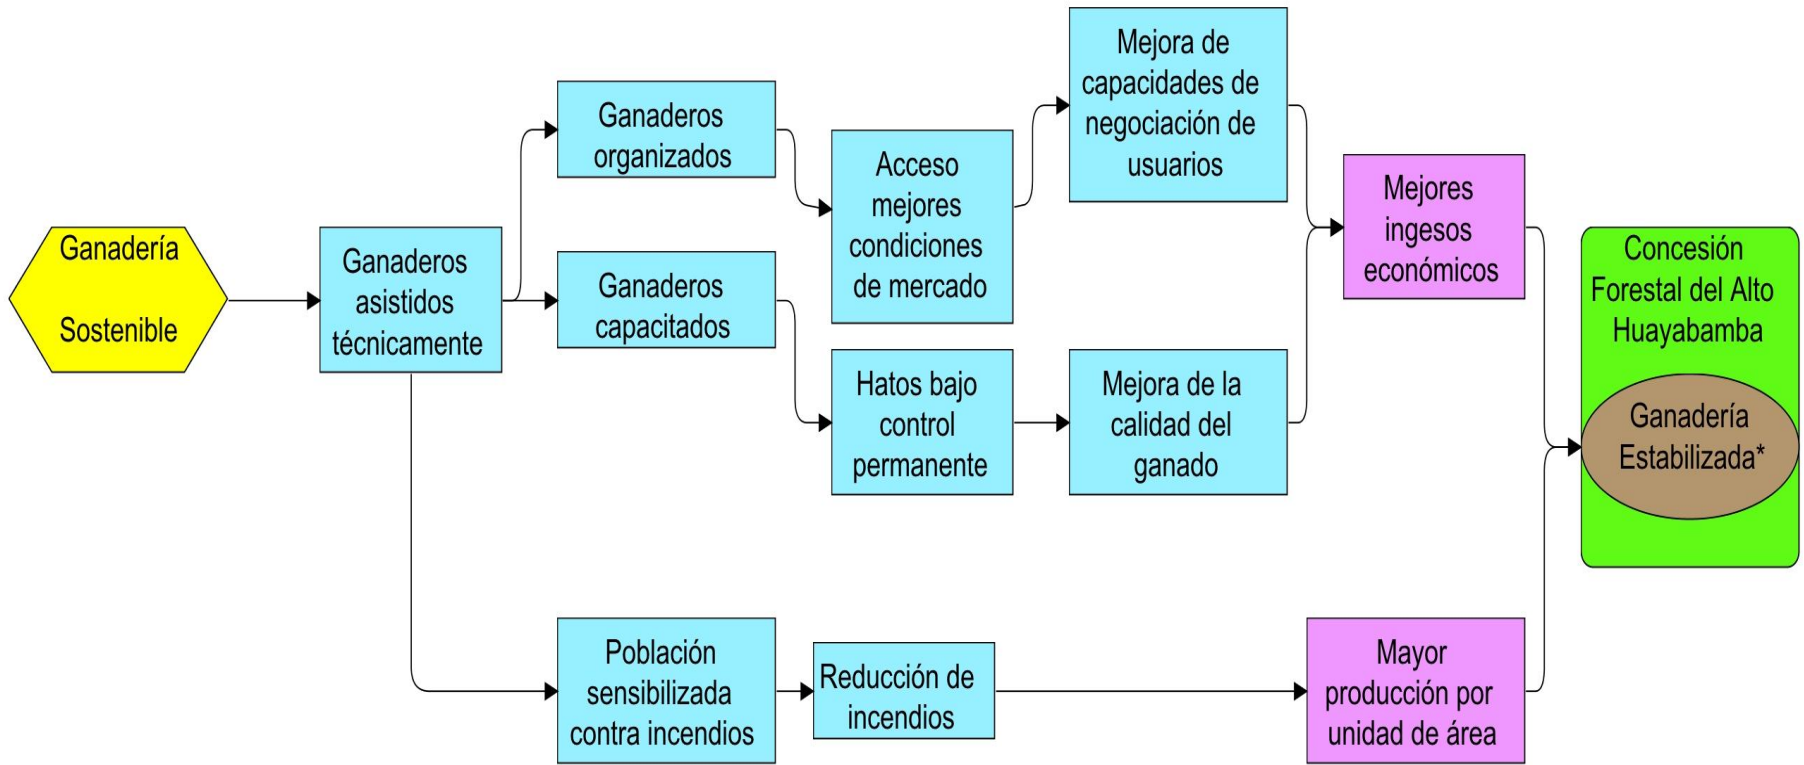 Ganadería
Sostenible
Ganaderos
asistidos
técnicamente
Ganaderos
organizados
Ganaderos
capacitados
Acceso
mejores
condiciones
de mercado
Hatos bajo
control
permanente
Mejora de
capacidades de
negociación de
usuarios
Mejora de la
calidad del
ganado
Mejores
ingesos
económicos
Población
sensibilizada
contra incendios
Reducción de
incendios
Mayor
producción por
unidad de área
Concesión
Forestal del Alto
Huayabamba
Ganadería
Estabilizada*